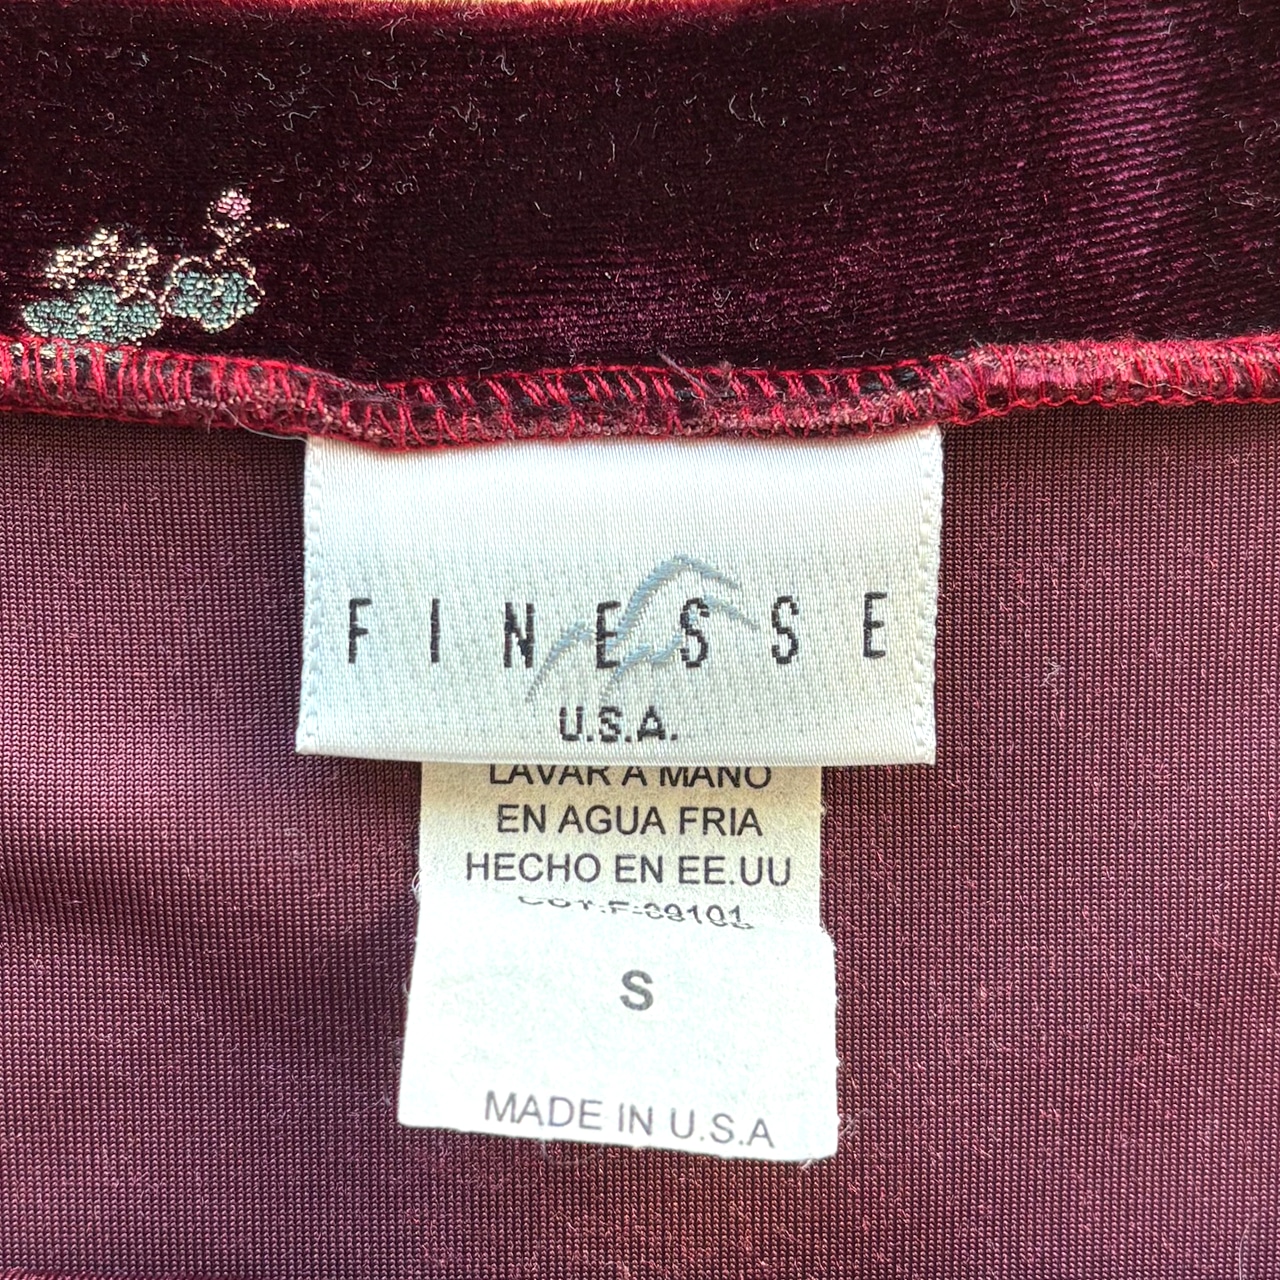 FINESSE
U.S.A.
LAVAR A MANO
EN AGUA FRIA
HECHO EN EE.UU
S
MADE IN U.S.A